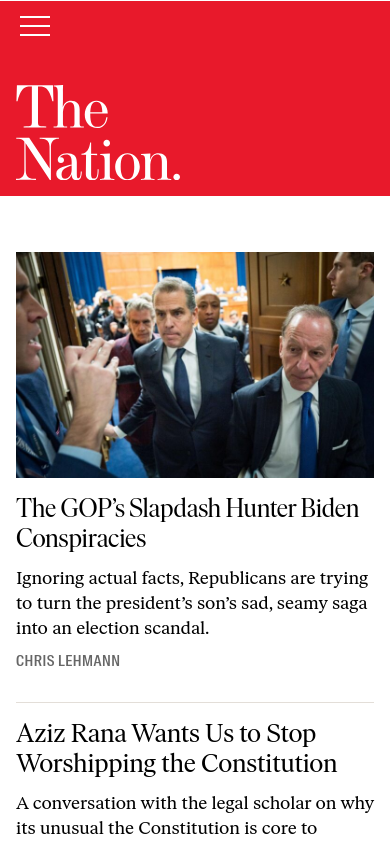 The
Nation.
The GOP’s Slapdash Hunter Biden
Conspiracies
Ignoring actual facts, Republicans are trying
to turn the president’s son’s sad, seamy saga
into an election scandal.
CHRIS LEHMANN
Aziz Rana Wants Us to Stop
Worshipping the Constitution
A conversation with the legal scholar on why
its unusual the Constitution is core to